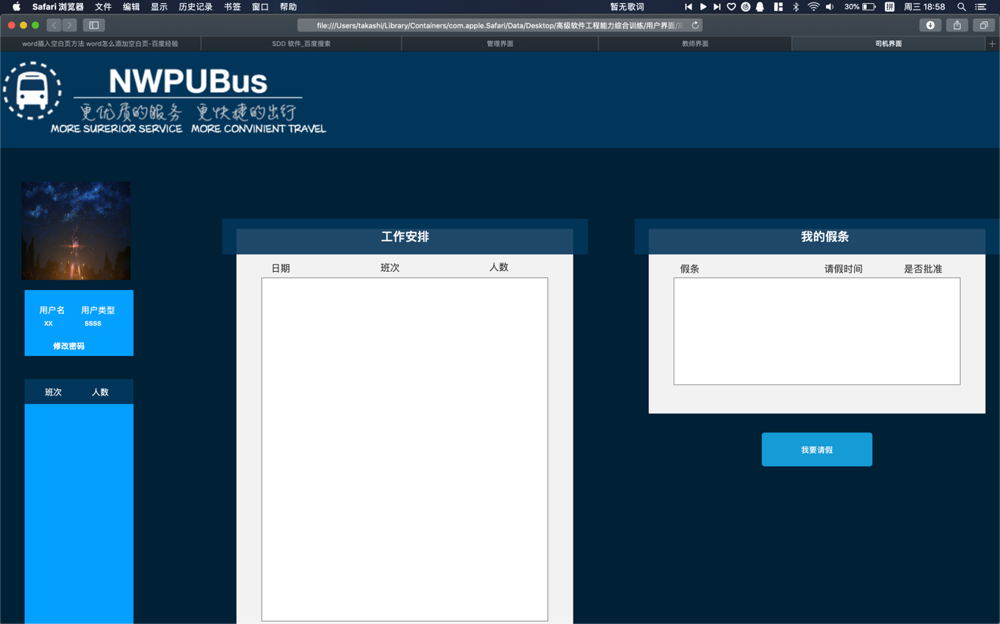 Safari 浏览器 文件 编辑 显示 历史记录 书签 窗口 帮助 暂无歌词 30% 拼 周三 18:58
file:///Users/takashi/Library/Containers/com.apple.Safari/Data/Desktop/高级软件工程能力综合训练/用户界面/
word插入空白页方法 word怎么添加空白页-百度经验 SDD 软件_百度搜索 管理界面 教师界面 司机界面
NWPUBus
更优质的服务 更快捷的出行
MORE SURERIOR SERVICE MORE CONVINIENT TRAVEL
用户名 用户类型
xx ssss
修改密码
班次 人数
工作安排
日期 班次 人数
我的假条
假条 请假时间 是否批准
我要请假